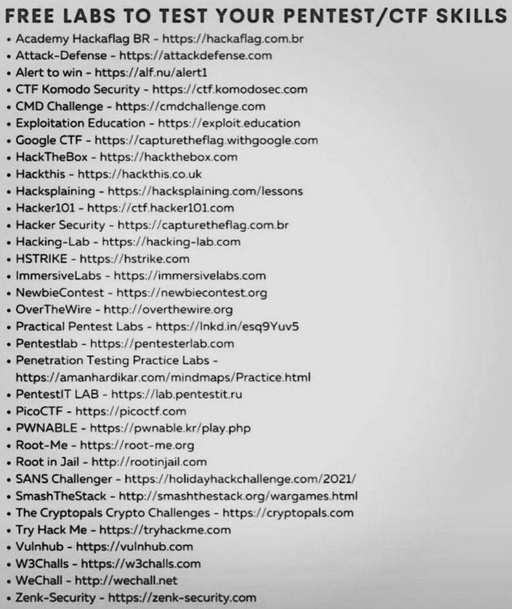 FREE LABS TO TEST YOUR PENTEST/CTF SKILLS
• Academy Hackaflag BR - https://hackaflag.com.br
• Attack-Defense - https://attackdefense.com
• Alert to win - https://alf.nu/alert1
• CTF Komodo Security - https://ctf.komodosec.com
• CMD Challenge - https://cmdchallenge.com
• Exploitation Education - https://exploit.education
• Google CTF - https://capturetheflag.withgoogle.com
• HackTheBox - https://hackthebox.com
• Hackthis - https://hackthis.co.uk
• Hacksplaining - https://hacksplaining.com/lessons
• Hacker101 - https://ctf.hacker101.com
• Hacker Security - https://capturetheflag.com.br
• Hacking-Lab - https://hacking-lab.com
• HSTRIKE - https://hstrike.com
• ImmersiveLabs - https://immersivelabs.com
• NewbieContest - https://newbiecontest.org
• OverTheWire - http://overthewire.org
• Practical Pentest Labs - https://lnkd.in/esq9Yuv5
• Pentestlab - https://pentesterlab.com
• Penetration Testing Practice Labs -
https://amanhardikar.com/mindmaps/Practice.html
• PentestIT LAB - https://lab.pentestit.ru
• PicoCTF - https://picoctf.com
• PWNABLE - https://pwnable.kr/play.php
• Root-Me - https://root-me.org
• Root in Jail - http://rootinjail.com
• SANS Challenger - https://holidayhackchallenge.com/2021/
• SmashTheStack - http://smashthestack.org/wargames.html
• The Cryptopals Crypto Challenges - https://cryptopals.com
• Try Hack Me - https://tryhackme.com
• Vulnhub - https://vulnhub.com
• W3Challs - https://w3challs.com
• WeChall - http://wechall.net
• Zenk-Security - https://zenk-security.com